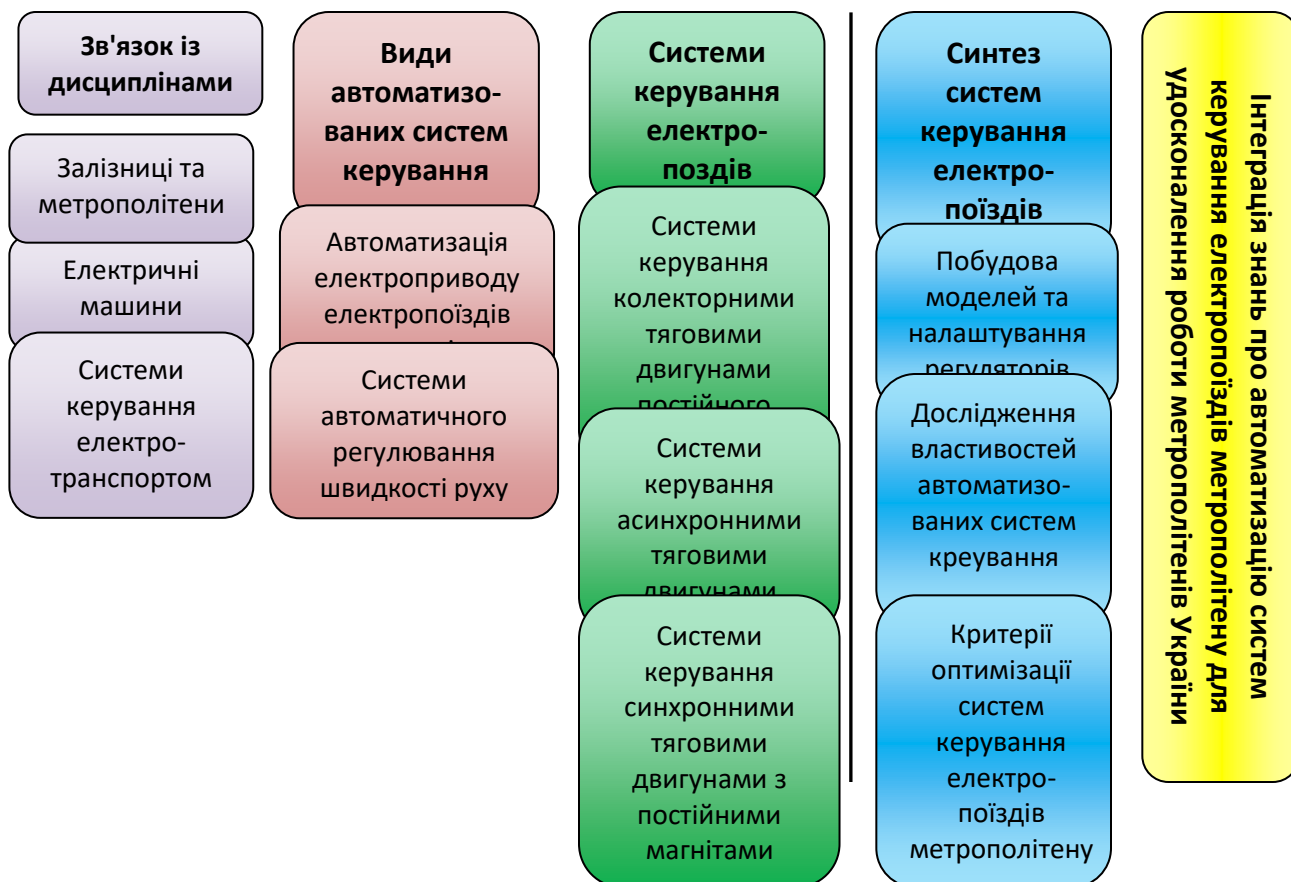 Зв'язок із
дисциплінами
Залізниці та
метрополітени
Електричні
машини
Системи
керування
електро-
транспортом
Види
автоматизо-
ваних систем
керування
Автоматизація
електроприводу
електропоїздів
Системи
автоматичного
регулювання
швидкості руху
Системи
керування
електро-
поздів
Системи
керування
колекторними
тяговими
двигунами
постійного
Системи
керування
асинхронними
тяговими
двигунами
Системи
керування
синхронними
тяговими
двигунами з
постійними
магнітами
Синтез
систем
керування
електро-
поїздів
Побудова
моделей та
налаштування
регуляторів
Дослідження
властивостей
автоматизо-
ваних систем
креування
Критерії
оптимізації
систем
керування
електро-
поїздів
метрополітену
Інтеграція знань про автоматизацію систем
керування електропоїздів метрополітену для
удосконалення роботи метрополітенів України